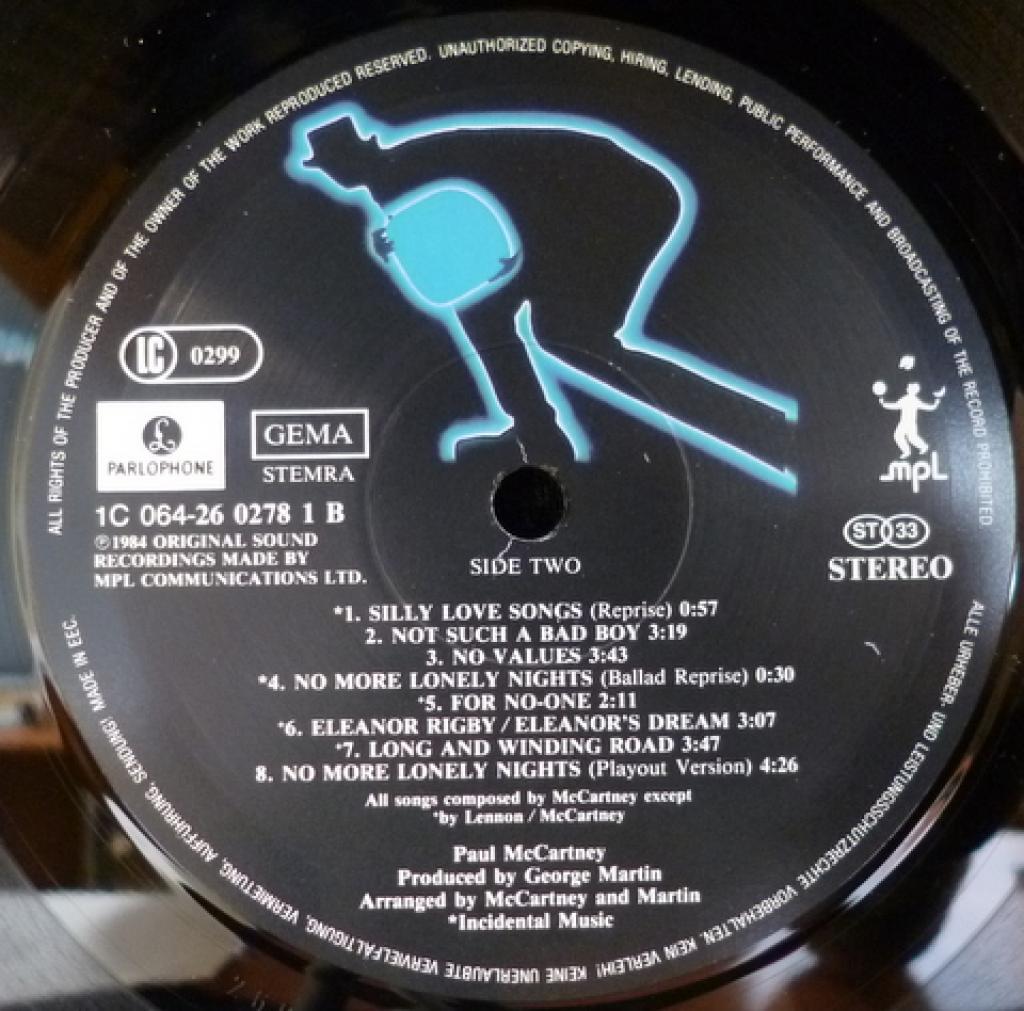 ALL RIGHTS OF THE PRODUCER AND OF THE OWNER OF THE WORK REPRODUCED RESERVED. UNAUTHORIZED COPYING, HIRING, LENDING, PUBLIC PERFORMANCE AND BROADCASTING OF THE RECORD PROHIBITED
LC 0299
£
PARLOPHONE
GEMA
STEMRA
1C 064-26 0278 1 B
℗1984 ORIGINAL SOUND
RECORDINGS MADE BY
MPL COMMUNICATIONS LTD.
mpL
ST 33
STEREO
SIDE TWO
*1. SILLY LOVE SONGS (Reprise) 0:57
2. NOT SUCH A BAD BOY 3:19
3. NO VALUES 3:43
*4. NO MORE LONELY NIGHTS (Ballad Reprise) 0:30
*5. FOR NO-ONE 2:11
*6. ELEANOR RIGBY / ELEANOR'S DREAM 3:07
*7. LONG AND WINDING ROAD 3:47
8. NO MORE LONELY NIGHTS (Playout Version) 4:26
All songs composed by McCartney except
*by Lennon / McCartney
Paul McCartney
Produced by George Martin
Arranged by McCartney and Martin
*Incidental Music
ALLE URHEBER- UND LEISTUNGSSCHUTZRECHTE VORBEHALTEN. KEIN VERLEIH! KEINE UNERLAUBTE VERVIELFÄLTIGUNG, VERMIETUNG, AUFFÜHRUNG, SENDUNG! MADE IN EEC.